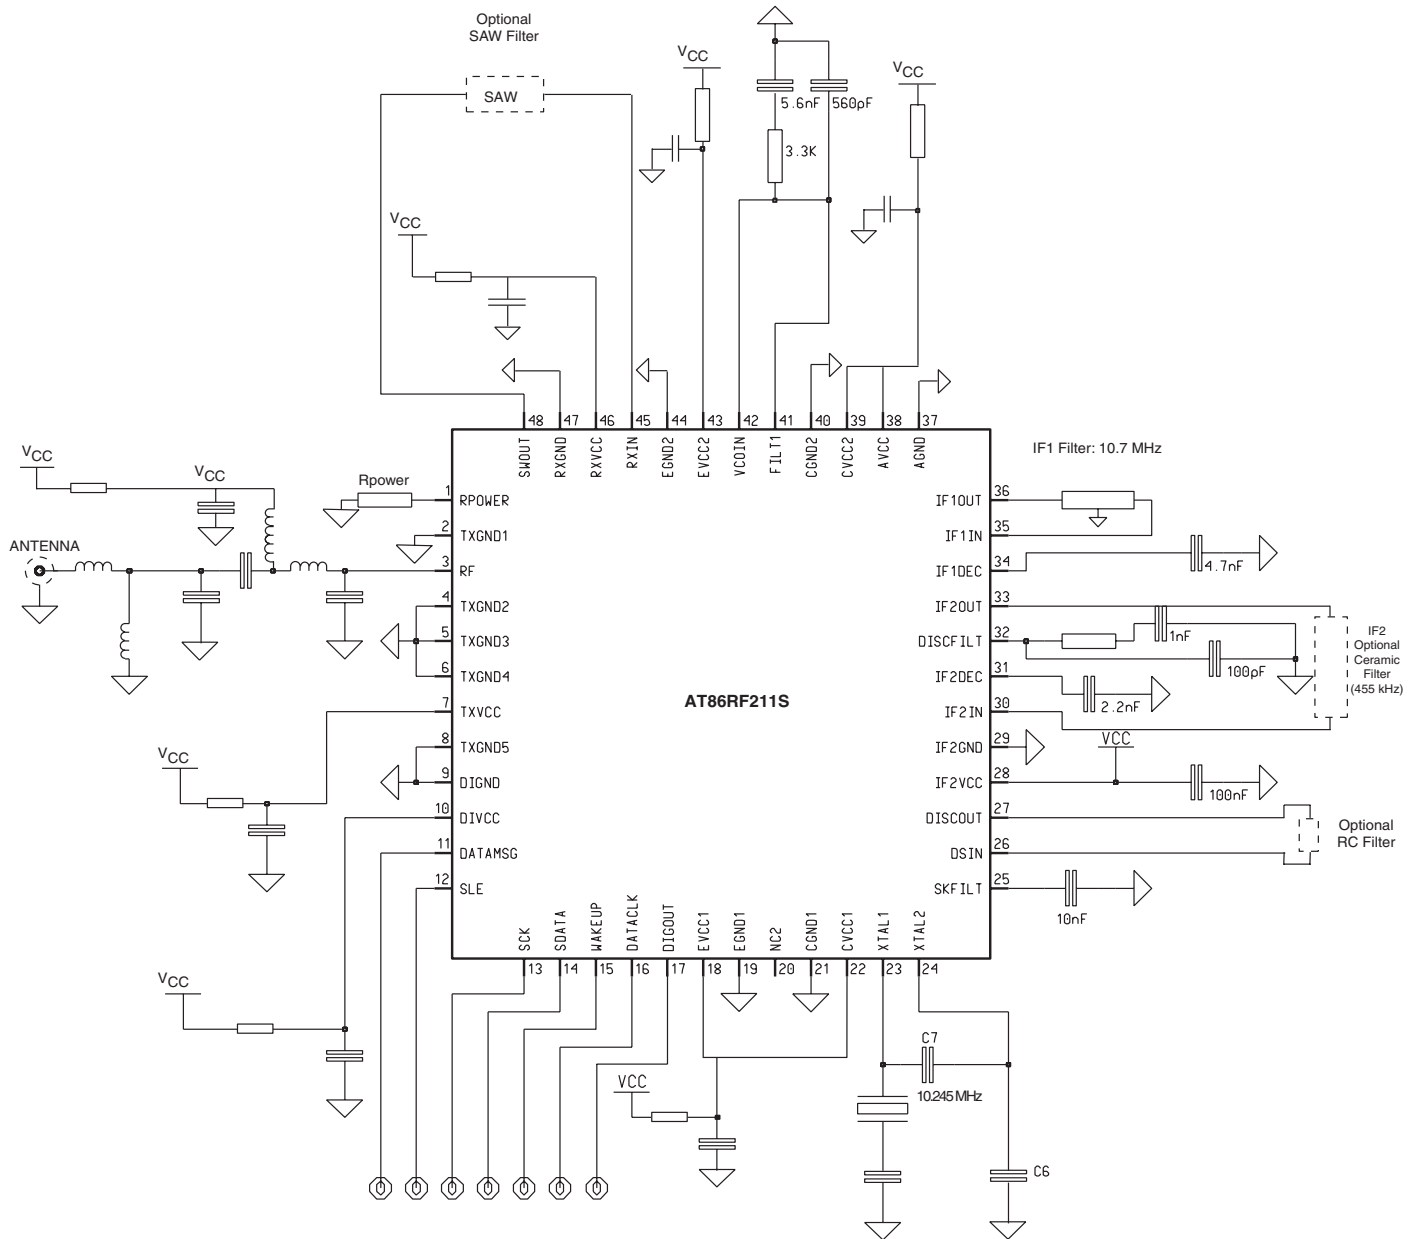 Optional
SAW Filter
SAW
VCC
5.6nF
560pF
VCC
3.3K
VCC
48 47 46 45 44 43 42 41 40 39 38 37
SWOUT
RXGND
RXVCC
RXIN
EGND2
EVCC2
VCOIN
FILT1
CGND2
CVCC2
AVCC
AGND
IF1 Filter: 10.7 MHz
VCC
VCC
ANTENNA
Rpower
1 RPOWER
2 TXGND1
3 RF
4 TXGND2
5 TXGND3
6 TXGND4
7 TXVCC
8 TXGND5
9 DIGND
10 DIVCC
11 DATAMSG
12 SLE
VCC
VCC
AT86RF211S
IF1OUT 36
IF1IN 35
IF1DEC 34
4.7nF
IF2OUT 33
DISCFILT 32
1nF
100pF
IF2
Optional
Ceramic
Filter
(455 kHz)
IF2DEC 31
2.2nF
IF2IN 30
VCC
IF2GND 29
IF2VCC 28
100nF
DISCOUT 27
DSIN 26
Optional
RC Filter
SKFILT 25
10nF
SCK
SDATA
WAKEUP
DATACLK
DIGOUT
EVCC1
EGND1
NC2
CGND1
CVCC1
XTAL1
XTAL2
13 14 15 16 17 18 19 20 21 22 23 24
VCC
C7
10.245 MHz
C6